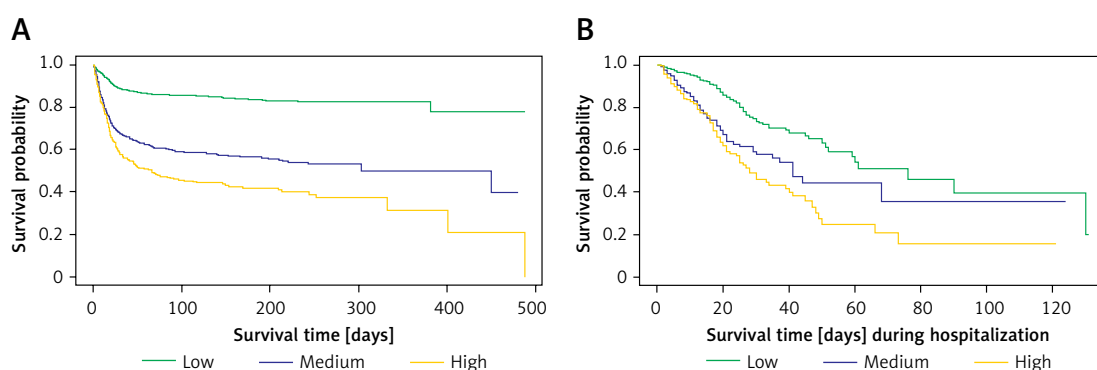 A
Survival probability
1.0
0.8
0.6
0.4
0.2
0
0 100 200 300 400 500
Survival time [days]
Low Medium High
B
Survival probability
1.0
0.8
0.6
0.4
0.2
0
0 20 40 60 80 100 120
Survival time [days] during hospitalization
Low Medium High